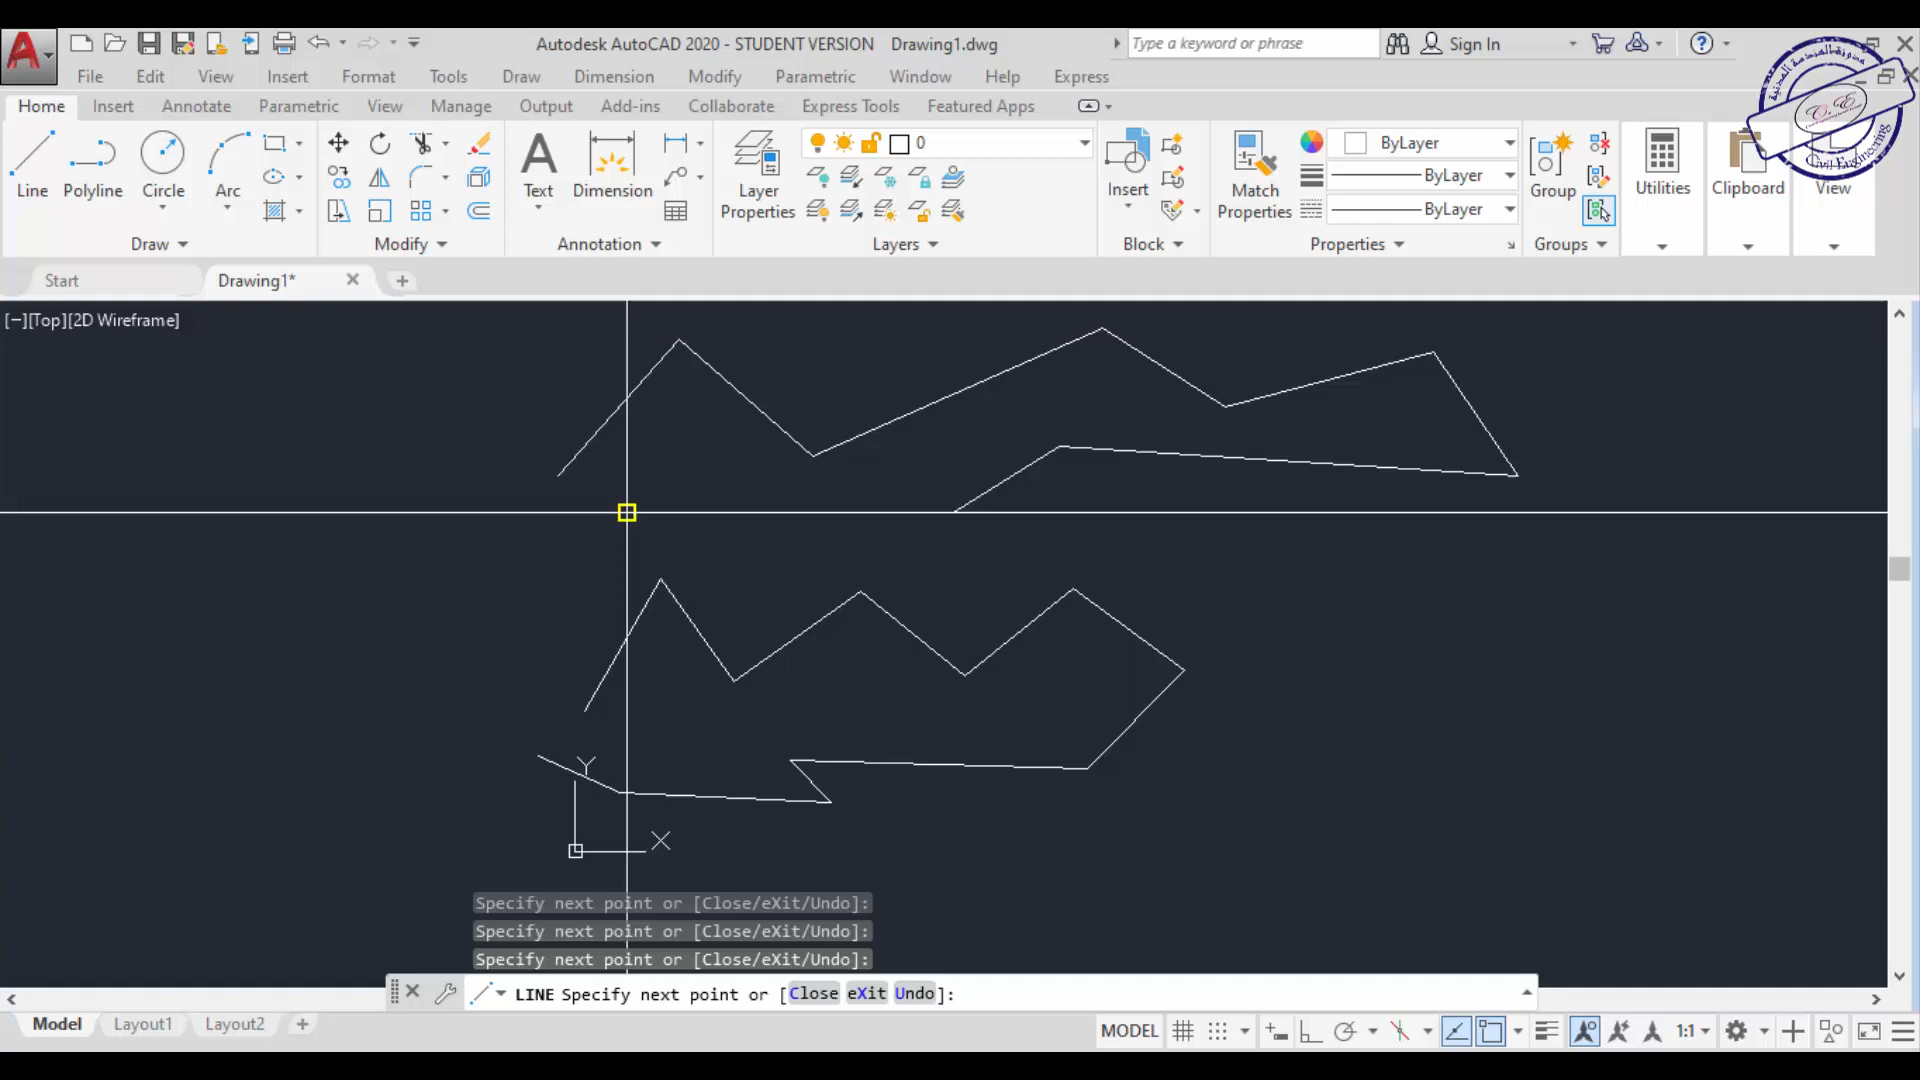 Autodesk AutoCAD 2020 - STUDENT VERSION Drawing1.dwg
Type a keyword or phrase
Sign In
File Edit View Insert Format Tools Draw Dimension Modify Parametric Window Help Express
Home Insert Annotate Parametric View Manage Output Add-ins Collaborate Express Tools Featured Apps
مدونة الهندسة المدنية
C.E
Civil Engineering
0
ByLayer
ByLayer
ByLayer
Line Polyline Circle Arc
Text Dimension
Layer
Properties
Insert
Match
Properties
Group
Utilities
Clipboard
View
Draw
Modify
Annotation
Layers
Block
Properties
Groups
Start
Drawing1*
[−][Top][2D Wireframe]
Y
X
Specify next point or [Close/eXit/Undo]:
Specify next point or [Close/eXit/Undo]:
Specify next point or [Close/eXit/Undo]:
LINE Specify next point or [Close eXit Undo]:
Model Layout1 Layout2
MODEL
1:1